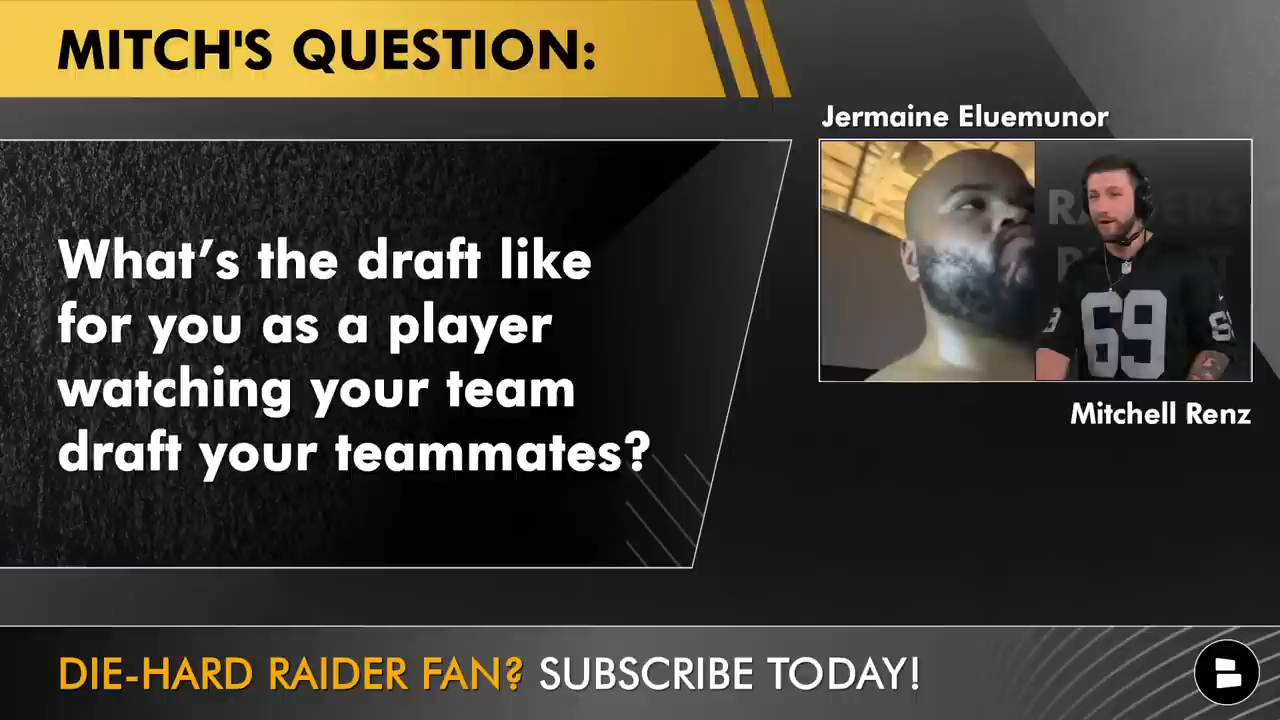 MITCH'S QUESTION:
Jermaine Eluemunor
What's the draft like
for you as a player
watching your team
draft your teammates?
69
Mitchell Renz
DIE-HARD RAIDER FAN? SUBSCRIBE TODAY!